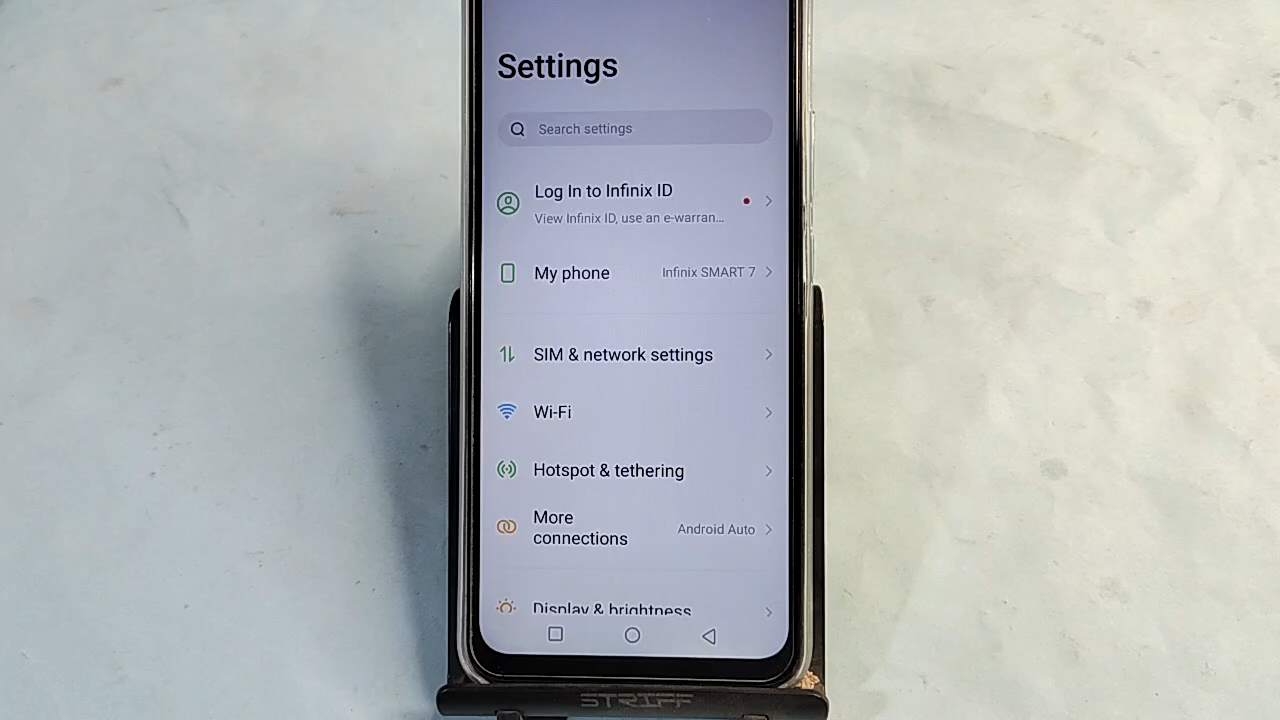 Settings
Search settings
Log In to Infinix ID
View Infinix ID, use an e-warran...
My phone
Infinix SMART 7
SIM & network settings
Wi-Fi
Hotspot & tethering
More
connections
Android Auto
Display & brightness
STRIFF